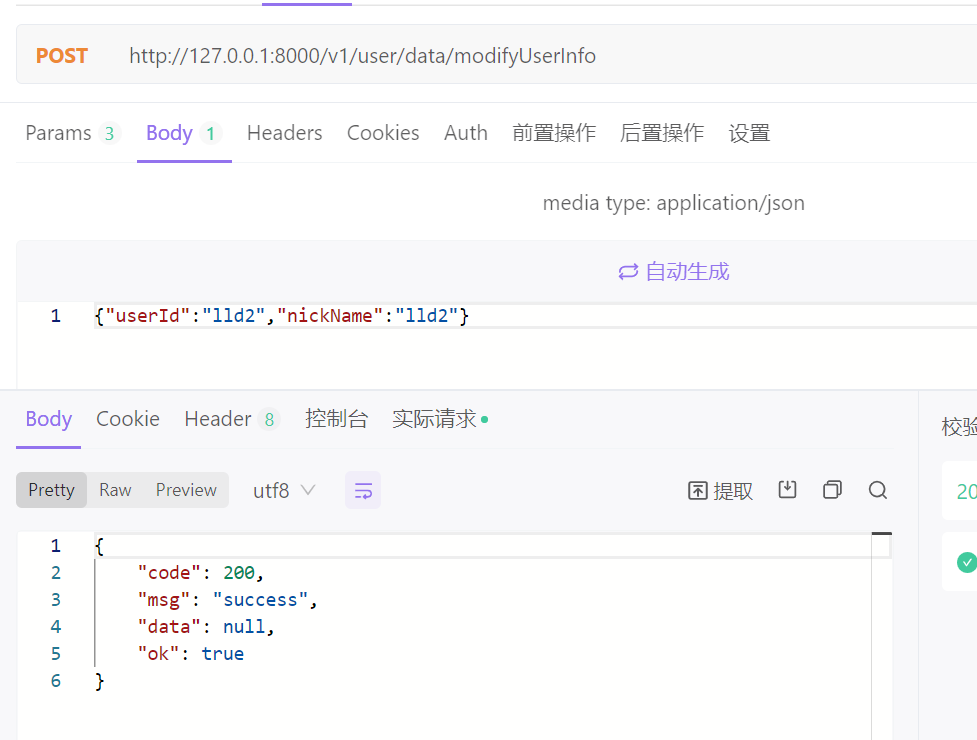 POST http://127.0.0.1:8000/v1/user/data/modifyUserInfo
Params 3 Body 1 Headers Cookies Auth 前置操作 后置操作 设置
media type: application/json
自动生成
1 {"userId":"lld2","nickName":"lld2"}
Body Cookie Header 8 控制台 实际请求
校验
Pretty Raw Preview utf8 提取
20
1 {
2 "code": 200,
3 "msg": "success",
4 "data": null,
5 "ok": true
6 }